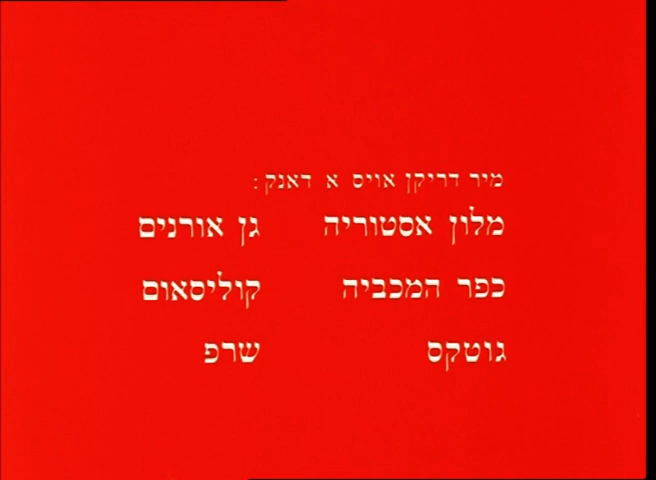 מיר דריקן אויס א דאנק:
מלון אסטוריה גן אורנים
כפר המכביה קוליסאום
גוטקס שרפ